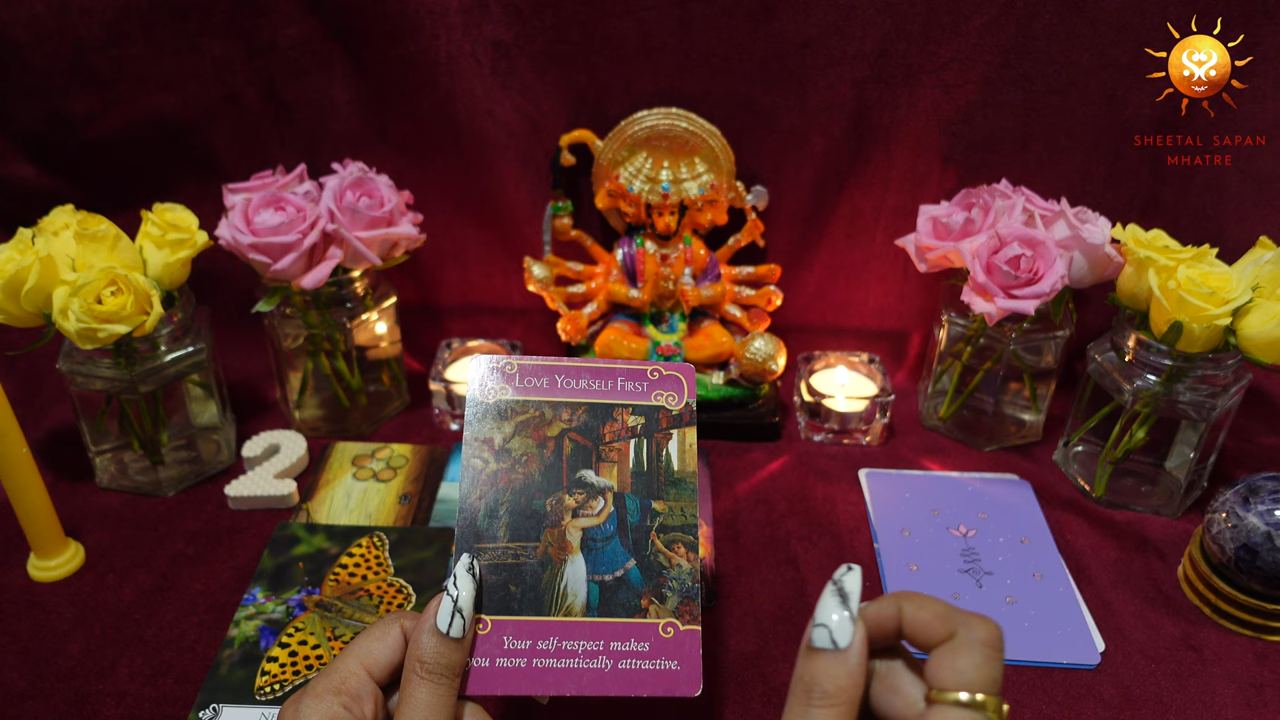 SHEETAL SAPAN
MHATRE
LOVE YOURSELF FIRST
2
Your self-respect makes
you more romantically attractive.